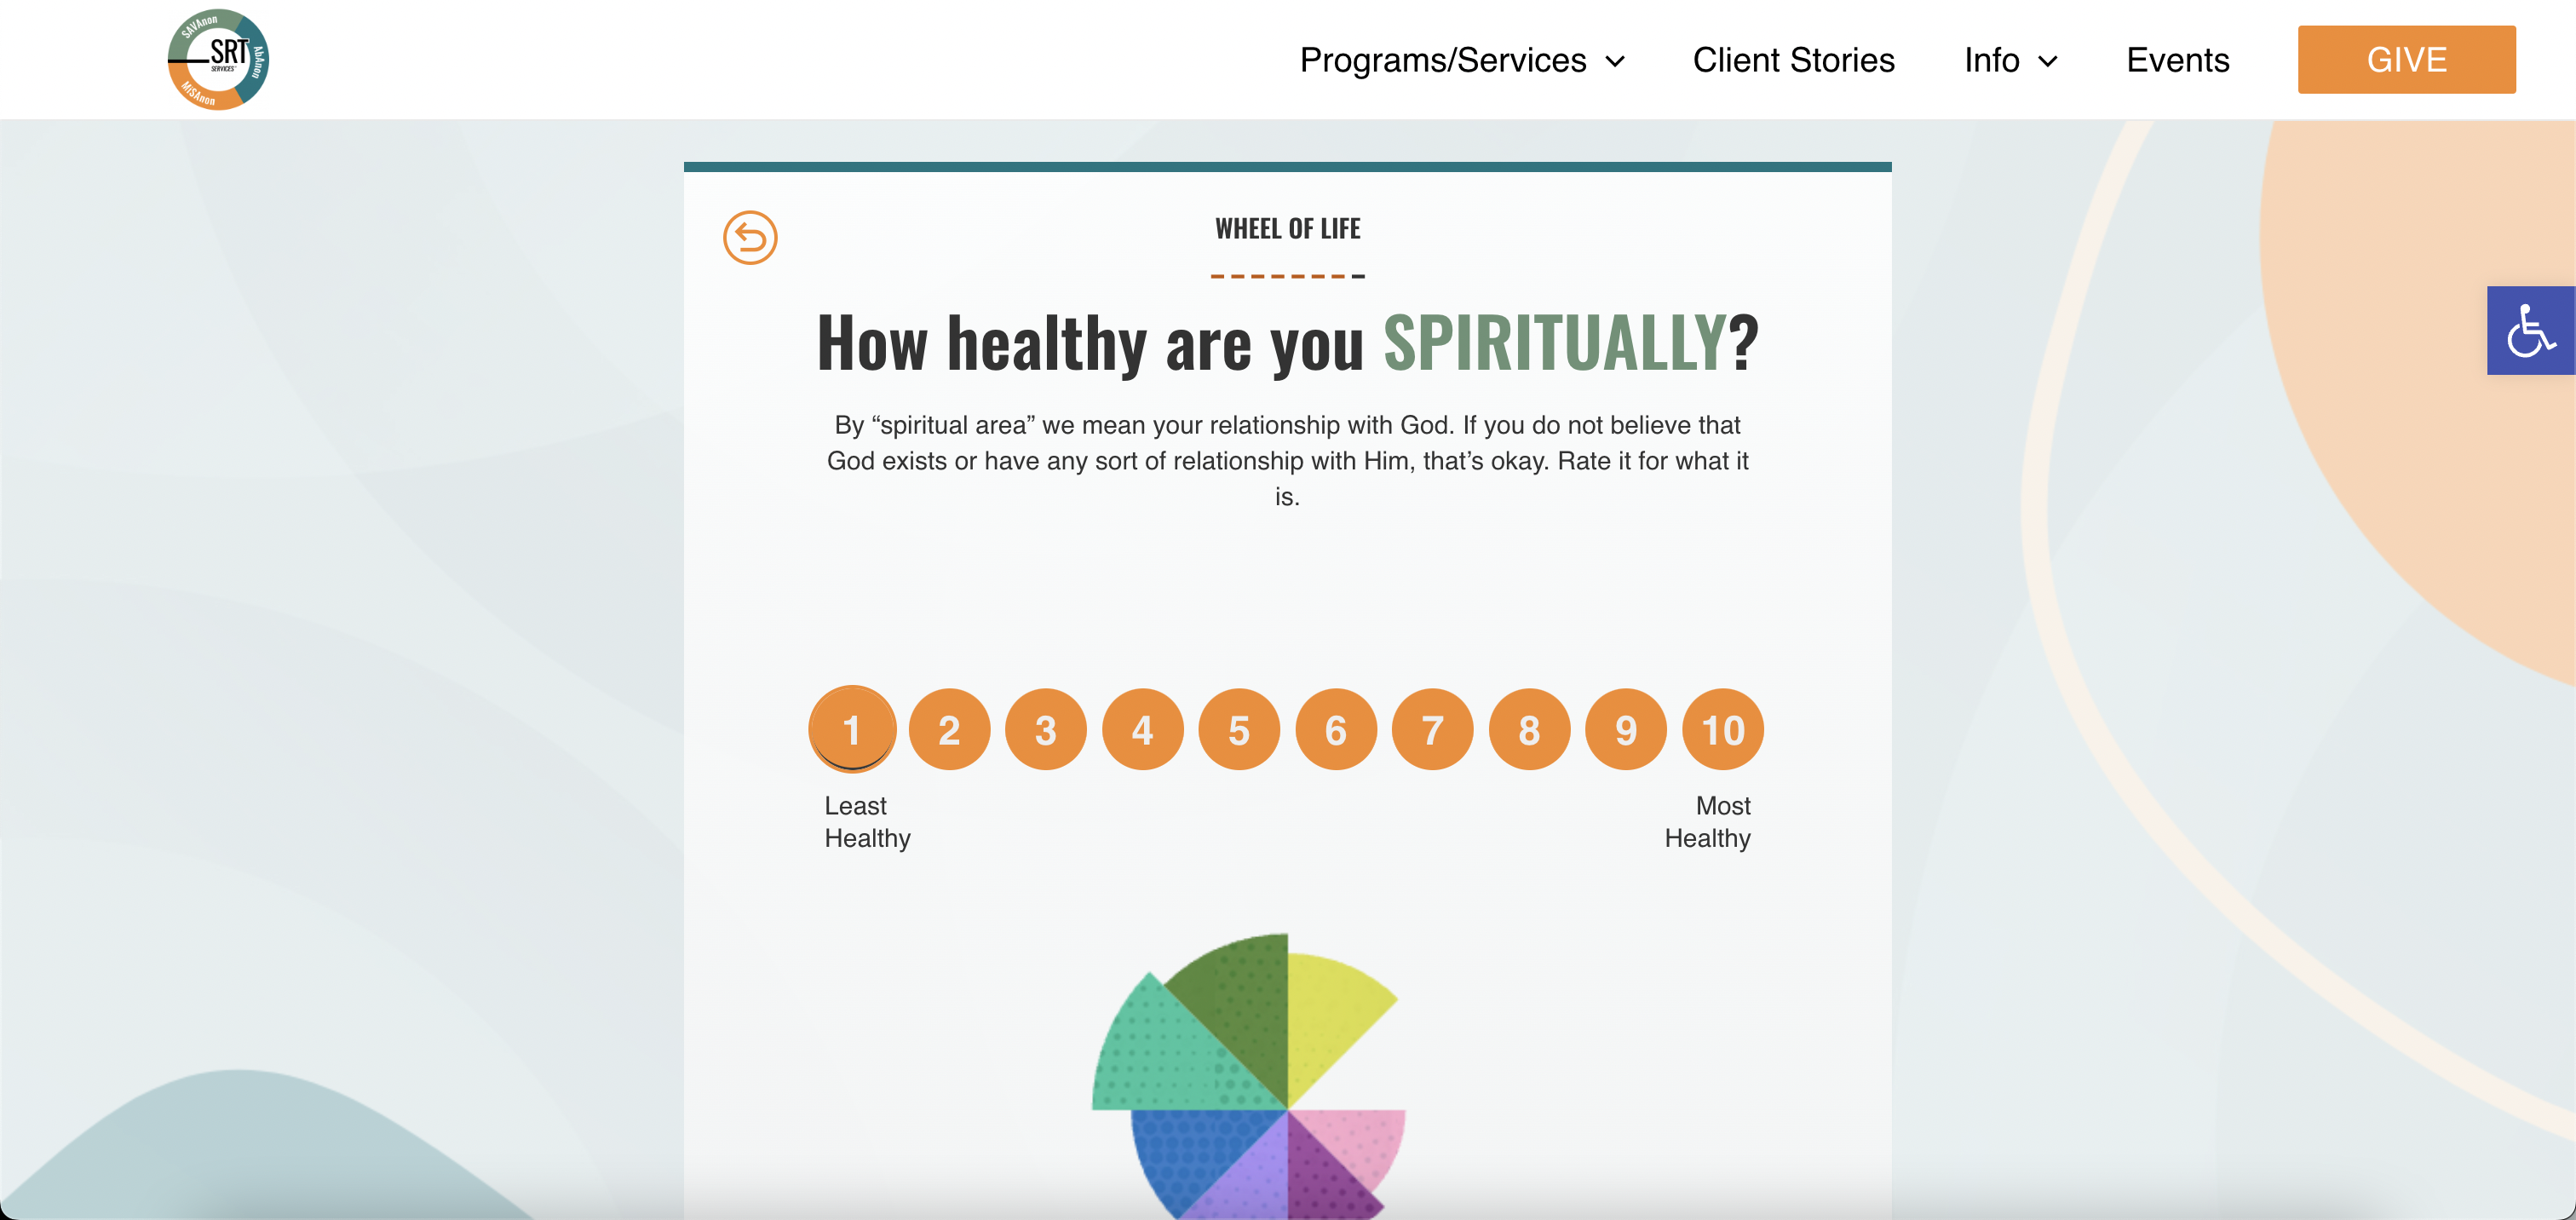 SAVAnon
AbAnon
MISAnon
SRT
SERVICES
Programs/Services
Client Stories
Info
Events
GIVE
WHEEL OF LIFE
How healthy are you SPIRITUALLY?
By “spiritual area” we mean your relationship with God. If you do not believe that
God exists or have any sort of relationship with Him, that’s okay. Rate it for what it
is.
1 2 3 4 5 6 7 8 9 10
Least
Healthy
Most
Healthy